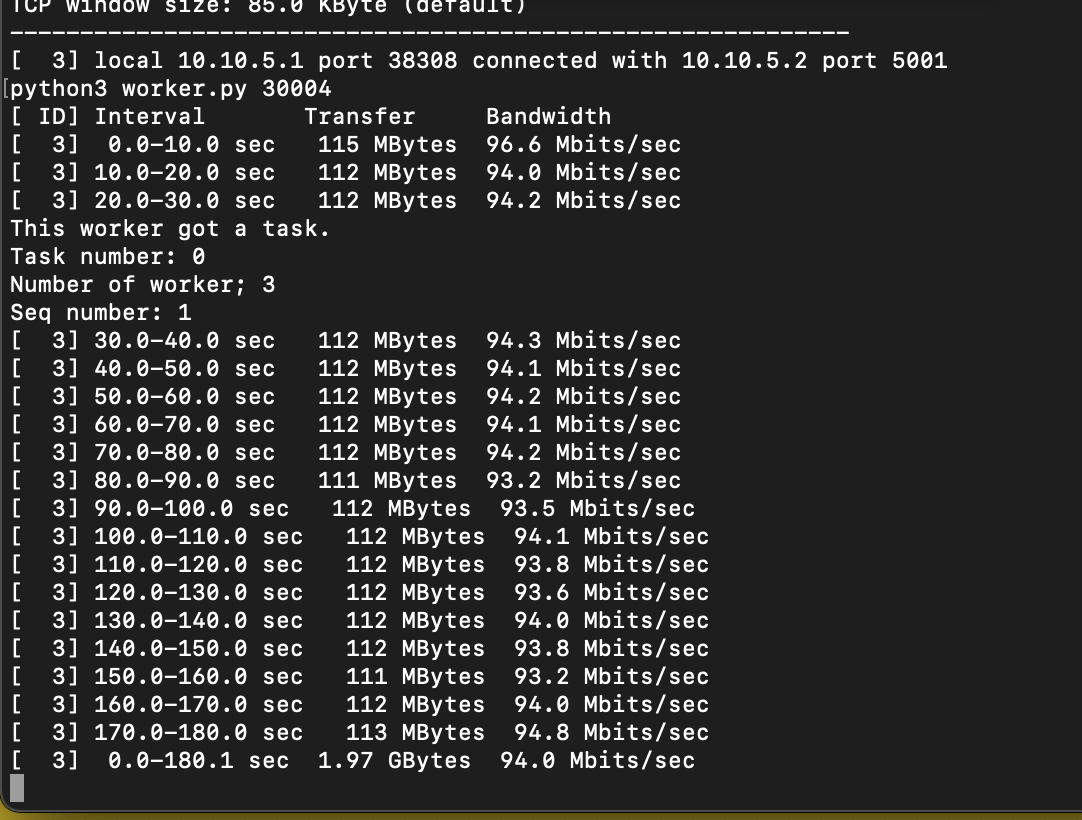 TCP window size: 85.0 KByte (default)
------------------------------------------------------------
[  3] local 10.10.5.1 port 38308 connected with 10.10.5.2 port 5001
[python3 worker.py 30004
[ ID] Interval       Transfer     Bandwidth
[  3]  0.0-10.0 sec   115 MBytes  96.6 Mbits/sec
[  3] 10.0-20.0 sec   112 MBytes  94.0 Mbits/sec
[  3] 20.0-30.0 sec   112 MBytes  94.2 Mbits/sec
This worker got a task.
Task number: 0
Number of worker; 3
Seq number: 1
[  3] 30.0-40.0 sec   112 MBytes  94.3 Mbits/sec
[  3] 40.0-50.0 sec   112 MBytes  94.1 Mbits/sec
[  3] 50.0-60.0 sec   112 MBytes  94.2 Mbits/sec
[  3] 60.0-70.0 sec   112 MBytes  94.1 Mbits/sec
[  3] 70.0-80.0 sec   112 MBytes  94.2 Mbits/sec
[  3] 80.0-90.0 sec   111 MBytes  93.2 Mbits/sec
[  3] 90.0-100.0 sec   112 MBytes  93.5 Mbits/sec
[  3] 100.0-110.0 sec   112 MBytes  94.1 Mbits/sec
[  3] 110.0-120.0 sec   112 MBytes  93.8 Mbits/sec
[  3] 120.0-130.0 sec   112 MBytes  93.6 Mbits/sec
[  3] 130.0-140.0 sec   112 MBytes  94.0 Mbits/sec
[  3] 140.0-150.0 sec   112 MBytes  93.8 Mbits/sec
[  3] 150.0-160.0 sec   111 MBytes  93.2 Mbits/sec
[  3] 160.0-170.0 sec   112 MBytes  94.0 Mbits/sec
[  3] 170.0-180.0 sec   113 MBytes  94.8 Mbits/sec
[  3]  0.0-180.1 sec  1.97 GBytes  94.0 Mbits/sec